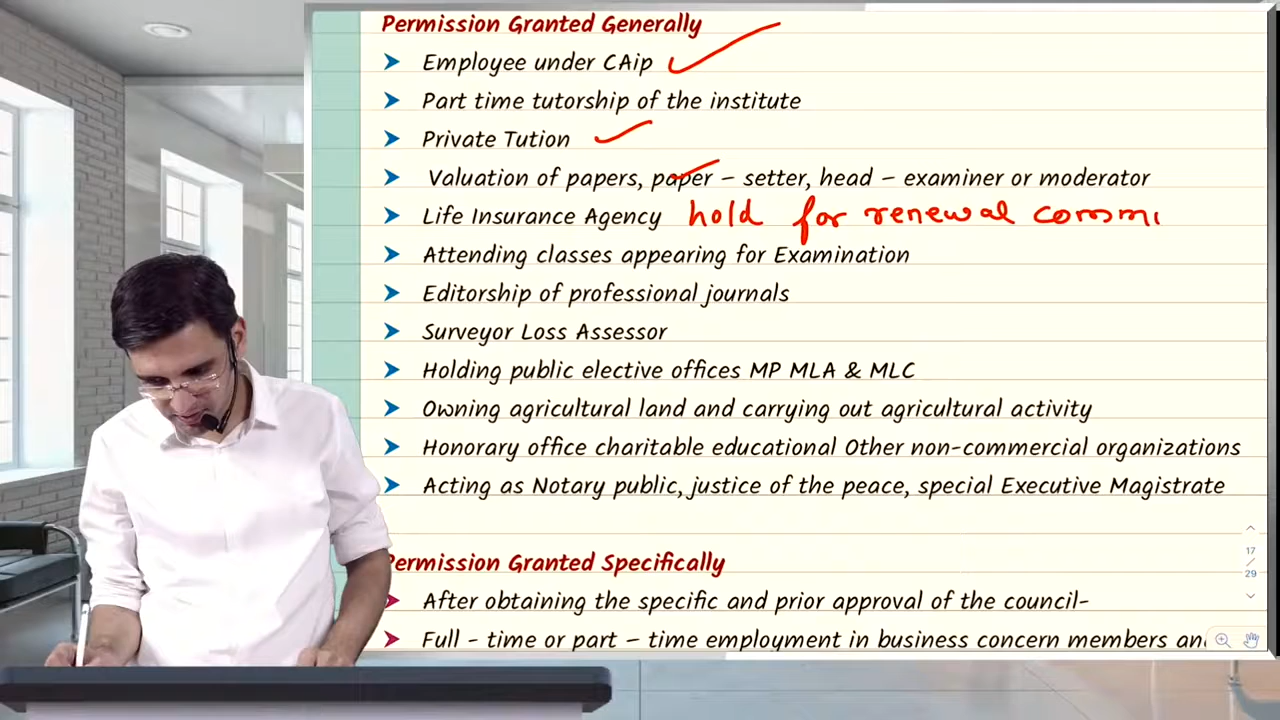 Permission Granted Generally
➤ Employee under CAip
➤ Part time tutorship of the institute
➤ Private Tution
➤ Valuation of papers, paper – setter, head – examiner or moderator
➤ Life Insurance Agency hold for renewal commi
➤ Attending classes appearing for Examination
➤ Editorship of professional journals
➤ Surveyor Loss Assessor
➤ Holding public elective offices MP MLA & MLC
➤ Owning agricultural land and carrying out agricultural activity
➤ Honorary office charitable educational Other non-commercial organizations
➤ Acting as Notary public, justice of the peace, special Executive Magistrate
Permission Granted Specifically
➤ After obtaining the specific and prior approval of the council-
➤ Full - time or part – time employment in business concern members and
17
/
29